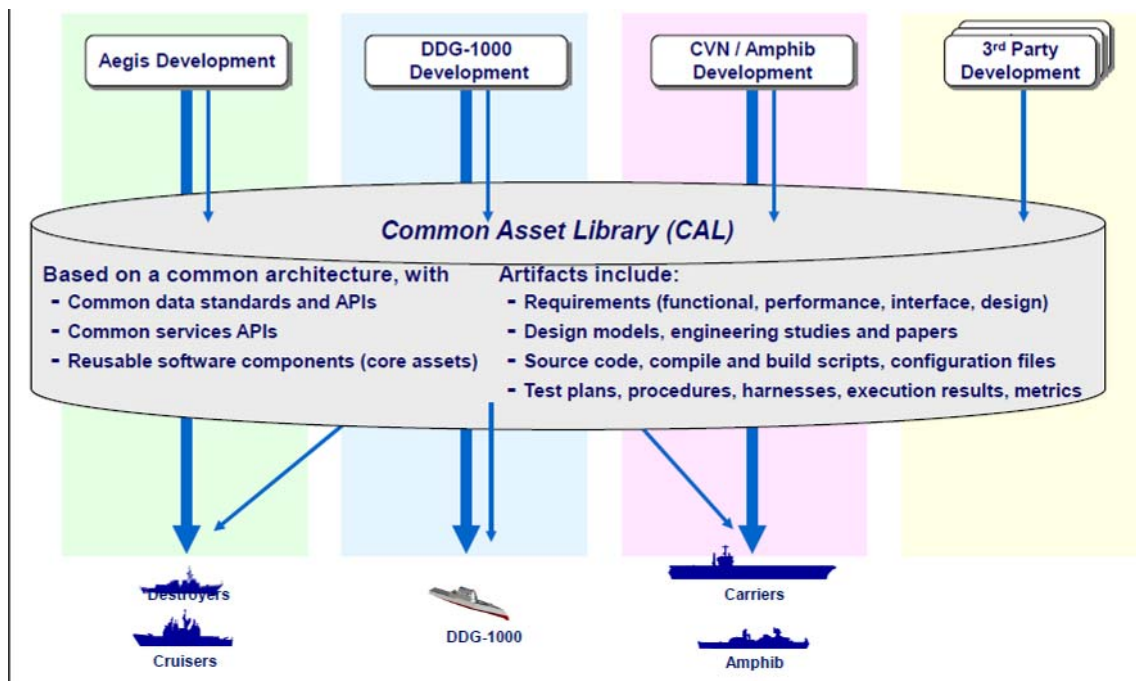 Aegis Development
DDG-1000
Development
CVN / Amphib
Development
3rd Party
Development
Common Asset Library (CAL)
Based on a common architecture, with
- Common data standards and APIs
- Common services APIs
- Reusable software components (core assets)
Artifacts include:
- Requirements (functional, performance, interface, design)
- Design models, engineering studies and papers
- Source code, compile and build scripts, configuration files
- Test plans, procedures, harnesses, execution results, metrics
Destroyers
Cruisers
DDG-1000
Carriers
Amphib